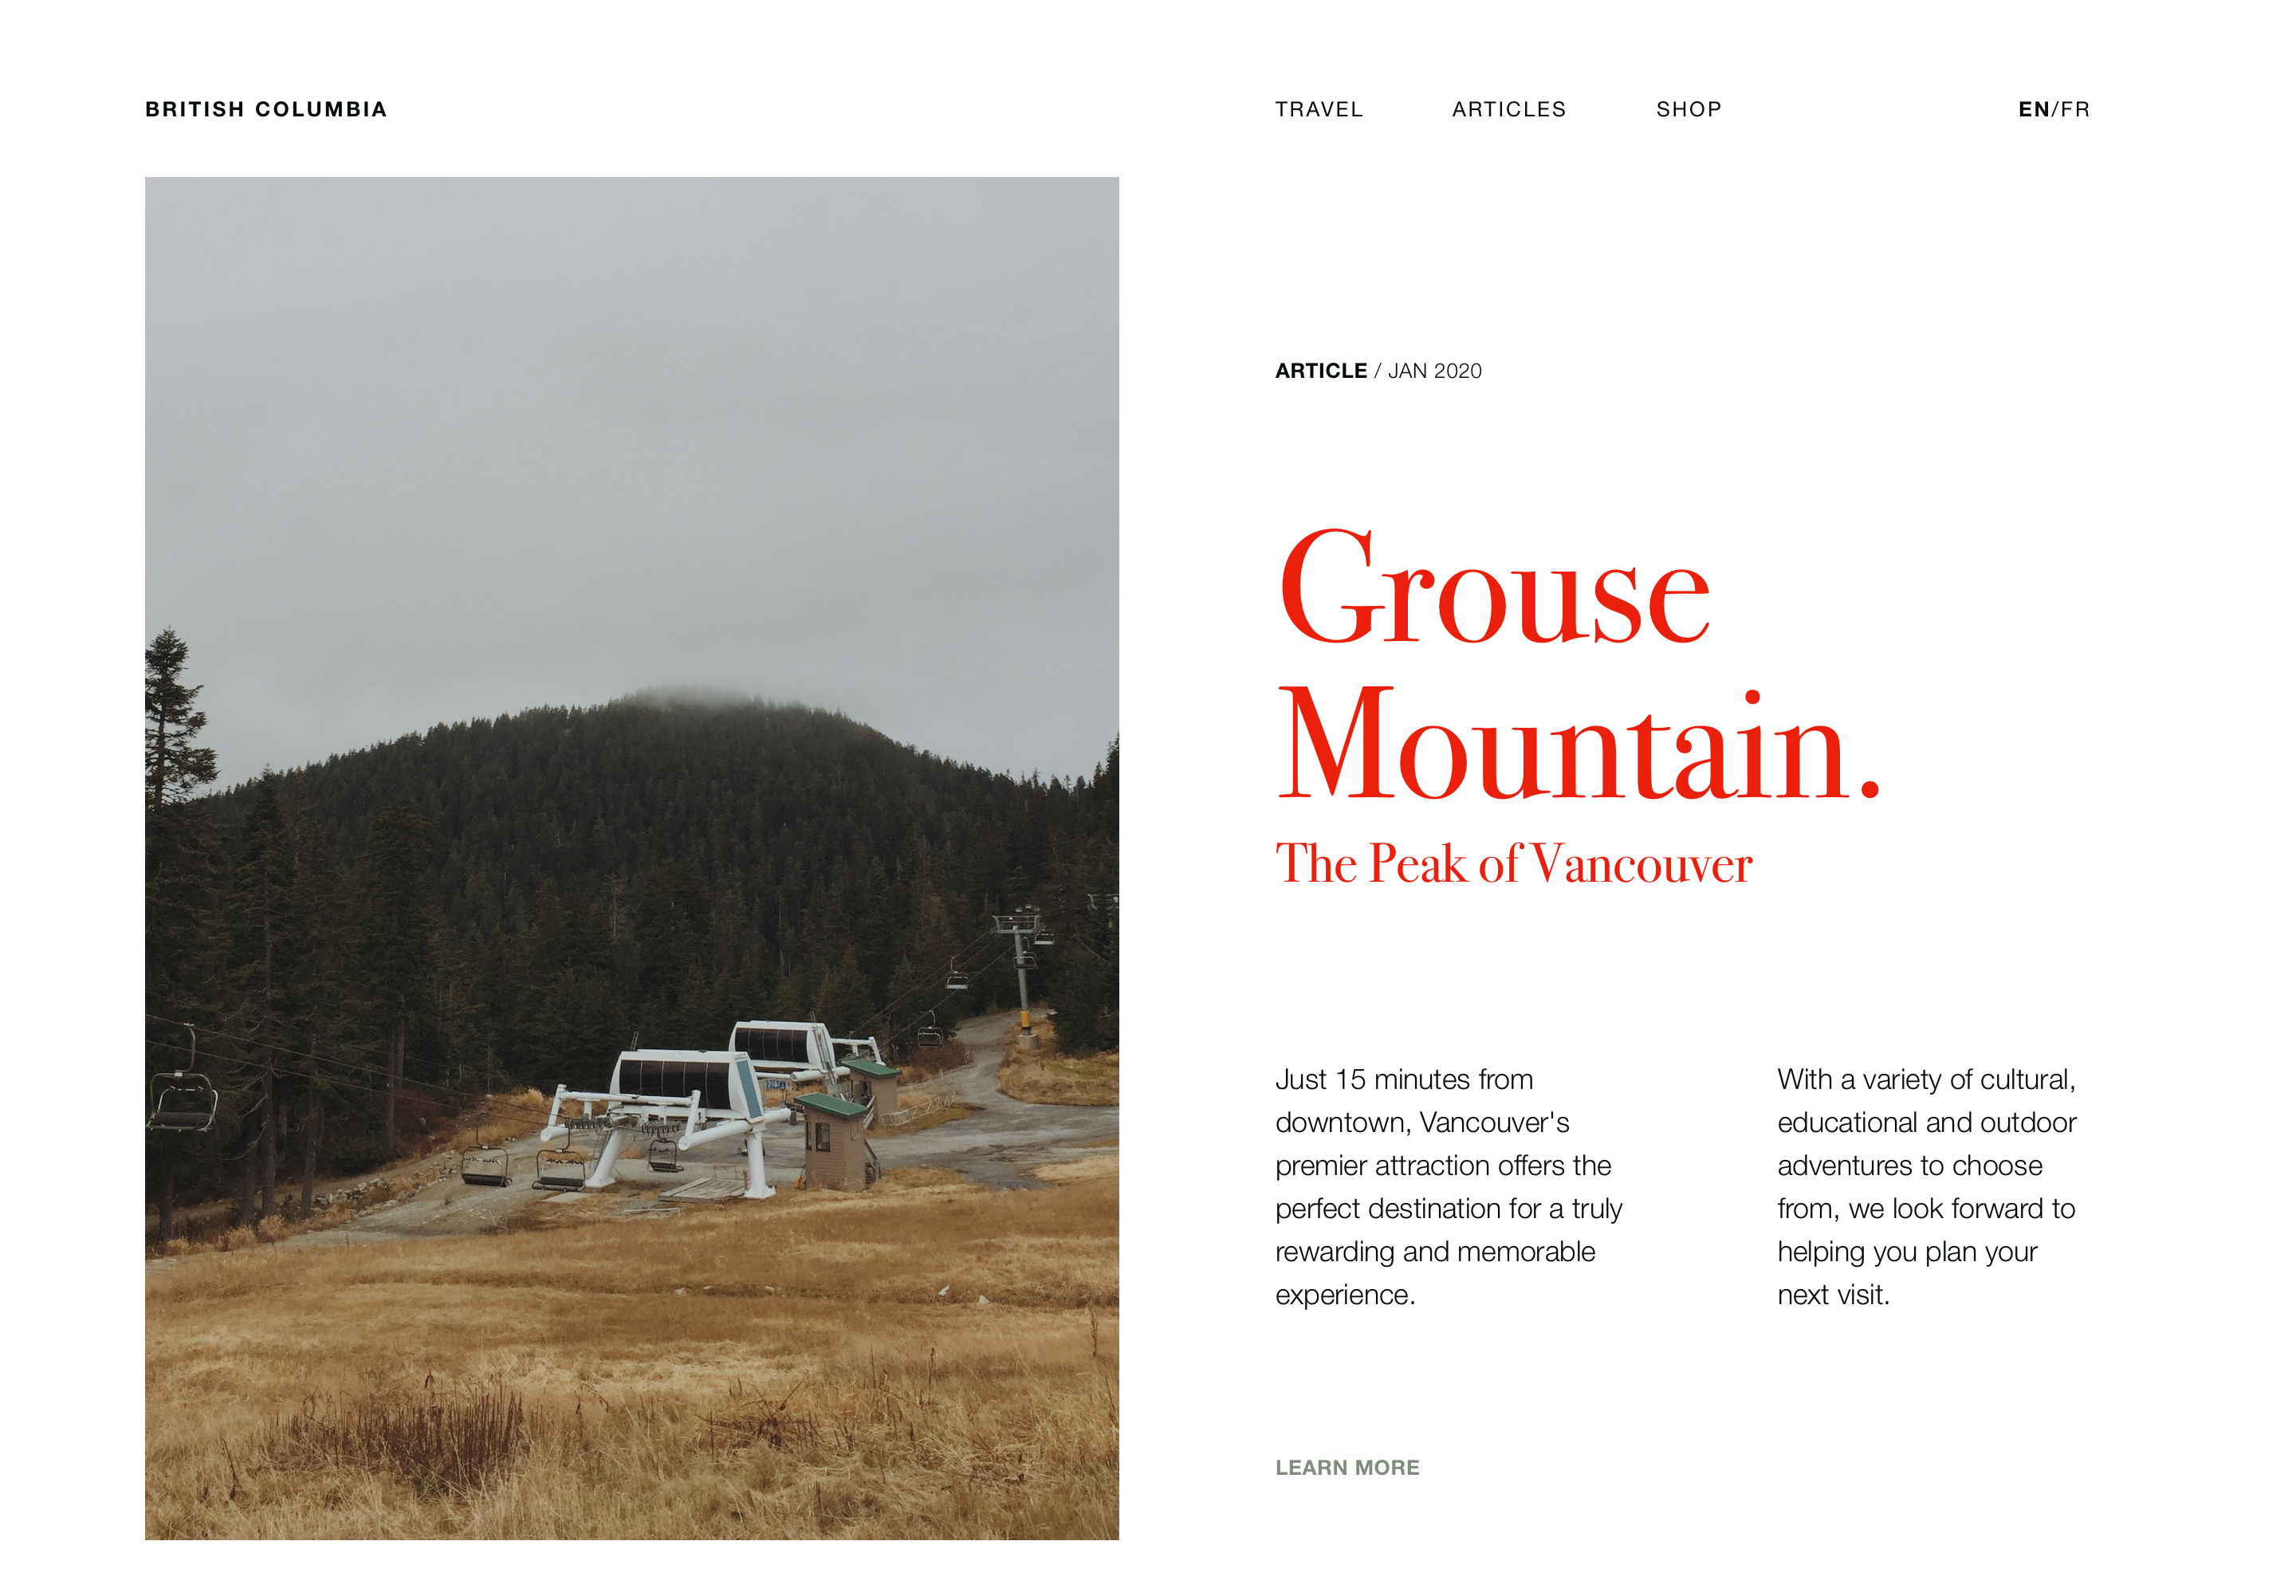 BRITISH COLUMBIA
TRAVEL ARTICLES SHOP EN/FR
ARTICLE / JAN 2020
Grouse
Mountain.
The Peak of Vancouver
Just 15 minutes from
downtown, Vancouver's
premier attraction offers the
perfect destination for a truly
rewarding and memorable
experience.
With a variety of cultural,
educational and outdoor
adventures to choose
from, we look forward to
helping you plan your
next visit.
LEARN MORE